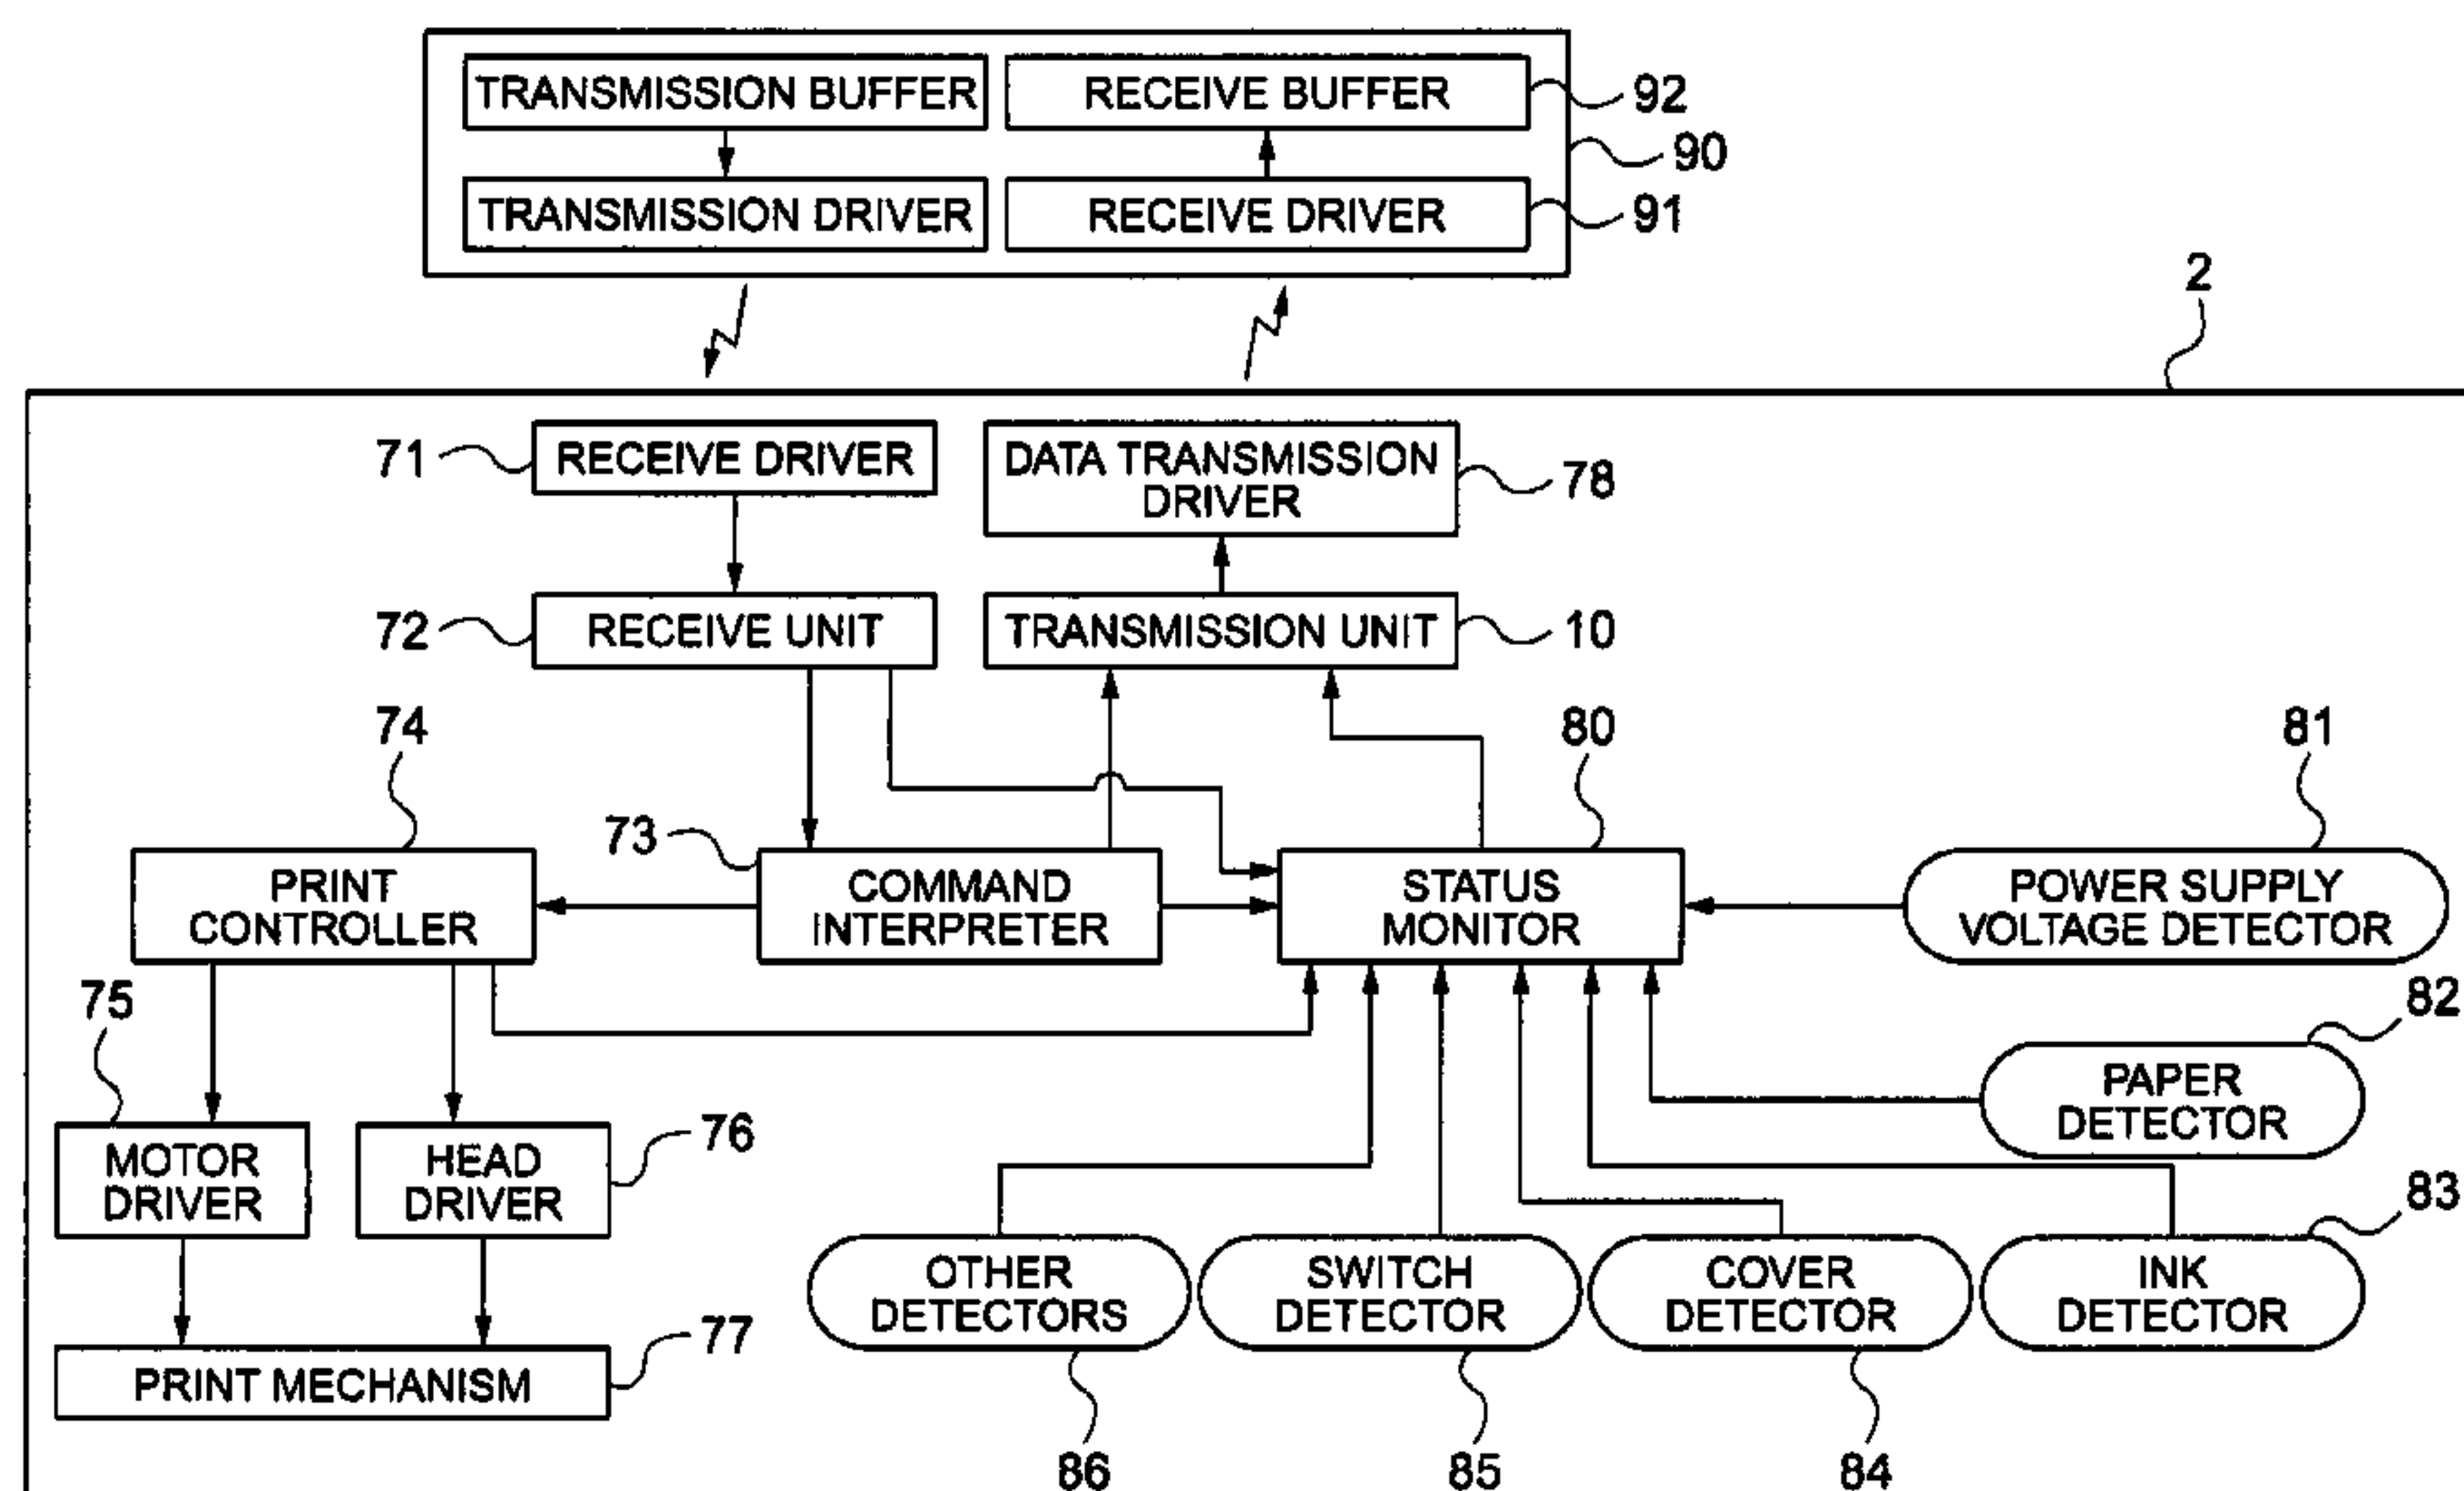 TRANSMISSION BUFFER
RECEIVE BUFFER
92
90
TRANSMISSION DRIVER
RECEIVE DRIVER
91
2
71
RECEIVE DRIVER
DATA TRANSMISSION
DRIVER
78
72
RECEIVE UNIT
TRANSMISSION UNIT
10
74
80
81
73
PRINT
CONTROLLER
COMMAND
INTERPRETER
STATUS
MONITOR
POWER SUPPLY
VOLTAGE DETECTOR
75
82
PAPER
DETECTOR
76
MOTOR
DRIVER
HEAD
DRIVER
83
OTHER
DETECTORS
SWITCH
DETECTOR
COVER
DETECTOR
INK
DETECTOR
77
PRINT MECHANISM
86
85
84